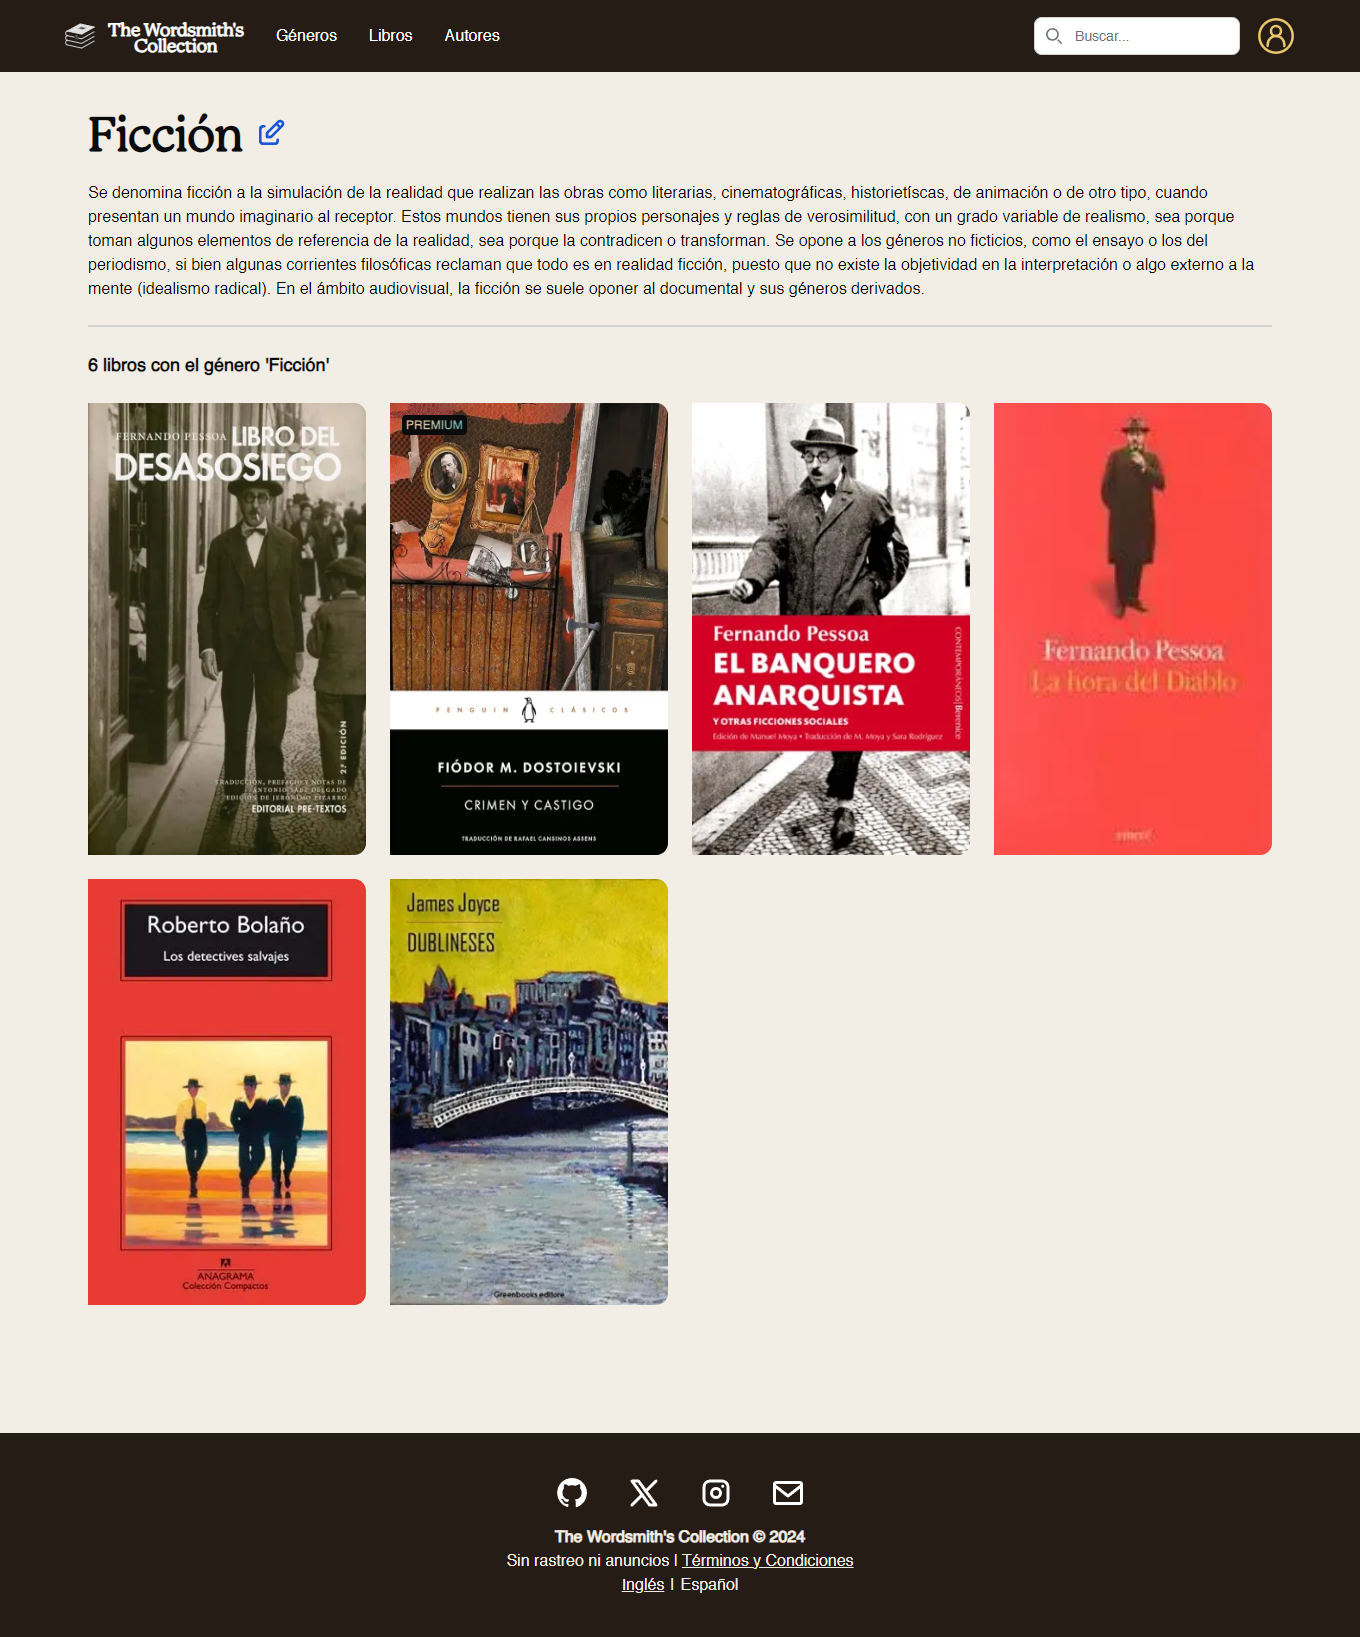 The Wordsmith's
Collection
Géneros
Libros
Autores
Buscar...
Ficción
Se denomina ficción a la simulación de la realidad que realizan las obras como literarias, cinematográficas, historietíscas, de animación o de otro tipo, cuando
presentan un mundo imaginario al receptor. Estos mundos tienen sus propios personajes y reglas de verosimilitud, con un grado variable de realismo, sea porque
toman algunos elementos de referencia de la realidad, sea porque la contradicen o transforman. Se opone a los géneros no ficticios, como el ensayo o los del
periodismo, si bien algunas corrientes filosóficas reclaman que todo es en realidad ficción, puesto que no existe la objetividad en la interpretación o algo externo a la
mente (idealismo radical). En el ámbito audiovisual, la ficción se suele oponer al documental y sus géneros derivados.
6 libros con el género 'Ficción'
FERNANDO PESSOA LIBRO DEL
DESASOSIEGO
2.ª EDICIÓN
TRADUCCIÓN, PREFACIO Y NOTAS DE
ANTONIO SÁEZ DELGADO
EDICIÓN DE JERÓNIMO PIZARRO
EDITORIAL PRE-TEXTOS
PREMIUM
PENGUIN CLÁSICOS
FIÓDOR M. DOSTOIEVSKI
CRIMEN Y CASTIGO
TRADUCCIÓN DE RAFAEL CANSINOS ASSENS
Fernando Pessoa
EL BANQUERO
ANARQUISTA
Y OTRAS FICCIONES SOCIALES
Edición de Manuel Moya • Traducción de M. Moya y Sara Rodríguez
CONTEMPORÁNEOS|Berenice
Fernando Pessoa
La hora del Diablo
emecé
Roberto Bolaño
Los detectives salvajes
ANAGRAMA
Colección Compactos
James Joyce
DUBLINESES
Greenbooks editore
The Wordsmith's Collection © 2024
Sin rastreo ni anuncios | Términos y Condiciones
Inglés | Español